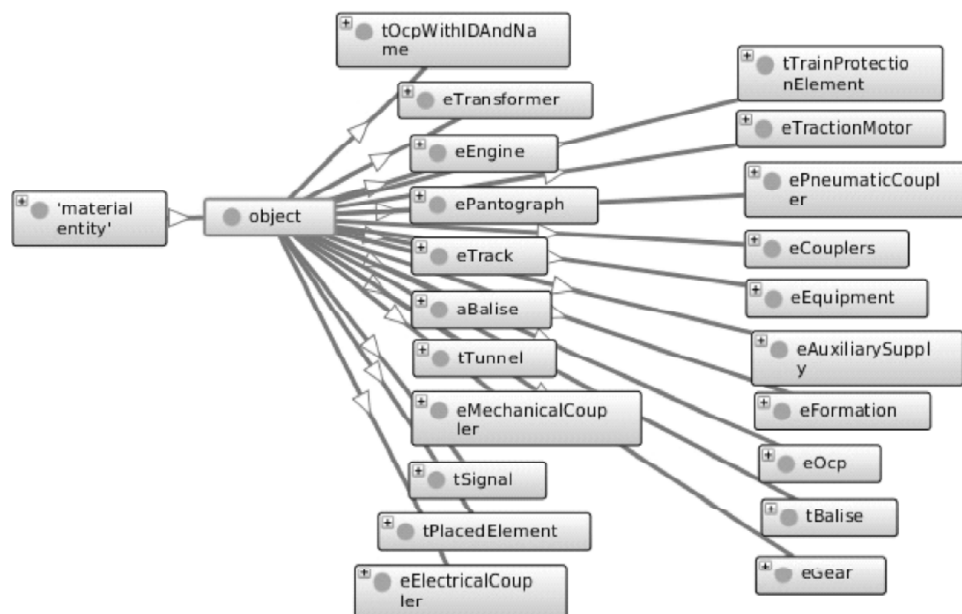 'material
entity'
object
tOcpWithIDAndNa
me
eTransformer
eEngine
ePantograph
eTrack
aBalise
tTunnel
eMechanicalCoup
ler
tSignal
tPlacedElement
eElectricalCoup
ler
tTrainProtectio
nElement
eTractionMotor
ePneumaticCoupl
er
eCouplers
eEquipment
eAuxiliarySuppl
y
eFormation
eOcp
tBalise
eGear